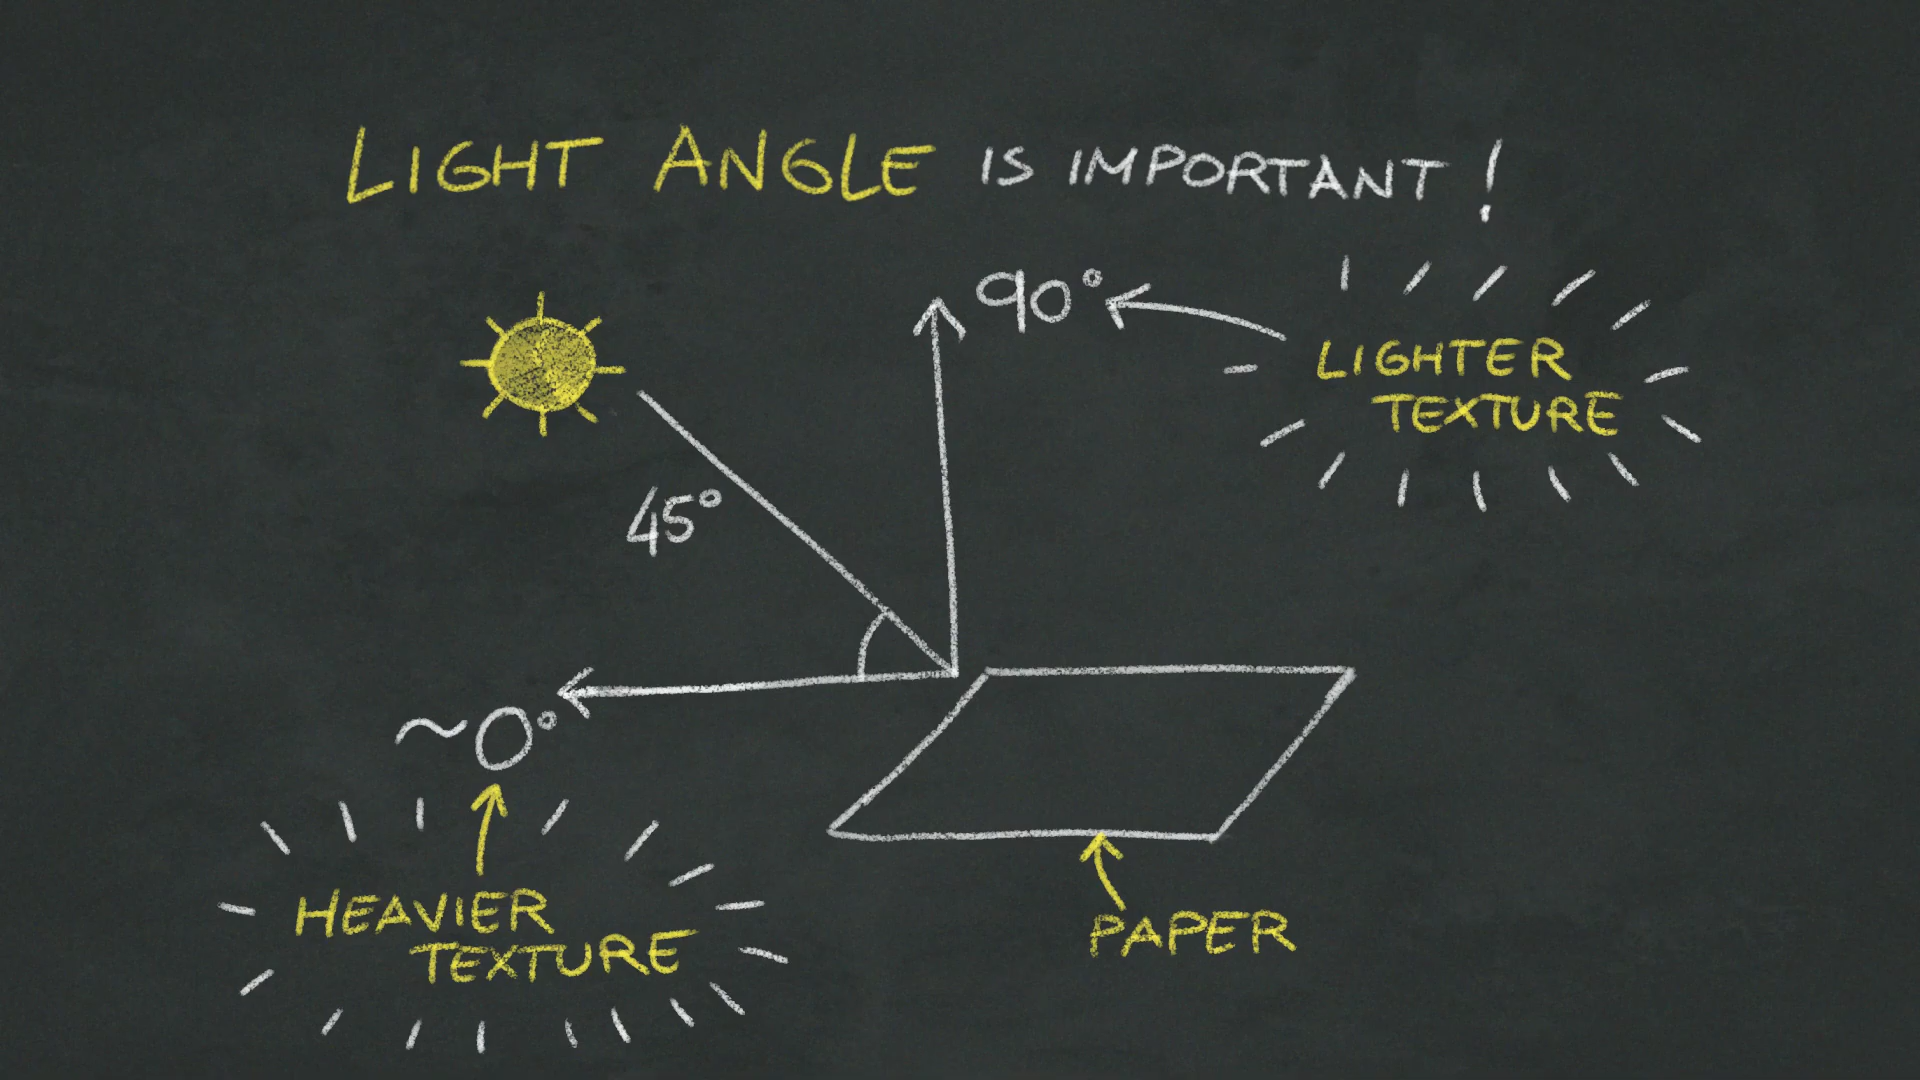 LIGHT ANGLE IS IMPORTANT!
90°
LIGHTER
TEXTURE
45°
~0°
HEAVIER
TEXTURE
PAPER